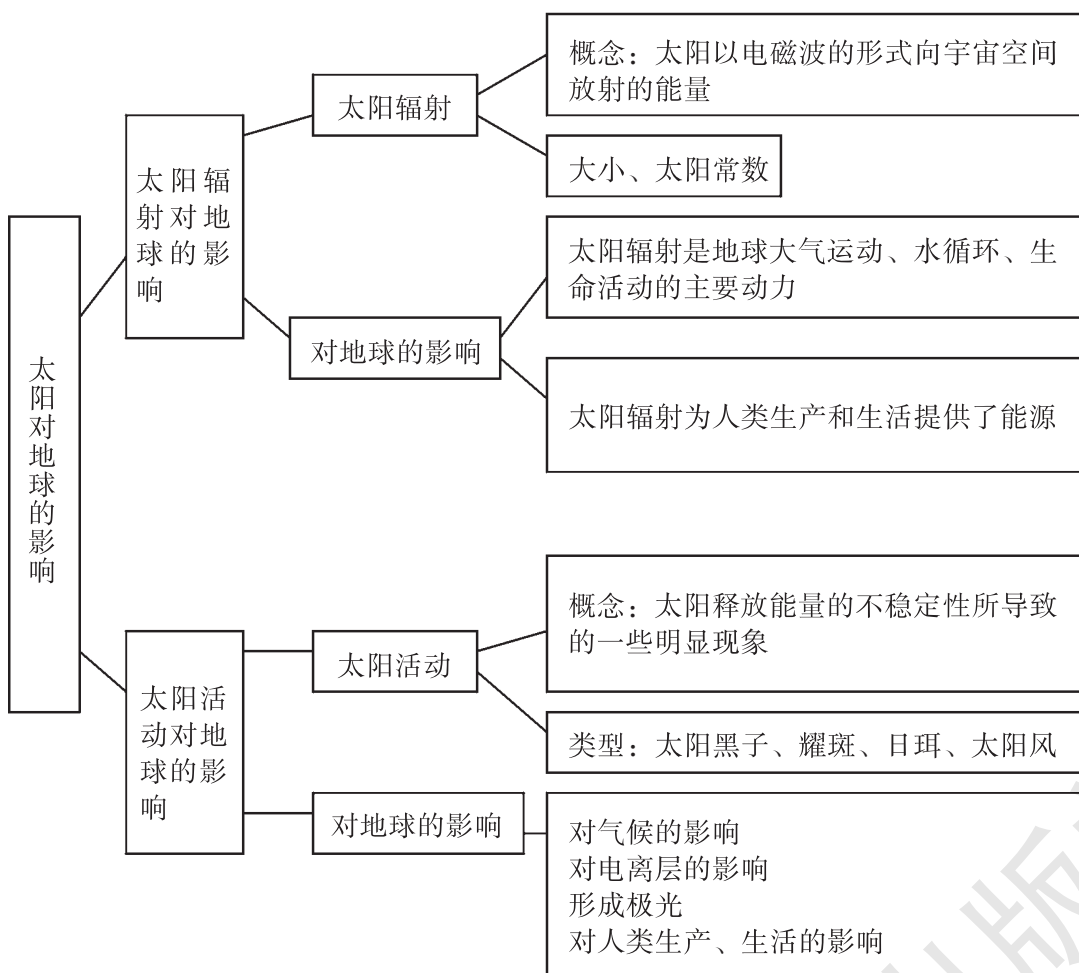 太阳对地球的影响
太阳辐
射对地
球的影
响
太阳辐射
概念：太阳以电磁波的形式向宇宙空间
放射的能量
大小、太阳常数
对地球的影响
太阳辐射是地球大气运动、水循环、生
命活动的主要动力
太阳辐射为人类生产和生活提供了能源
太阳活
动对地
球的影
响
太阳活动
概念：太阳释放能量的不稳定性所导致
的一些明显现象
类型：太阳黑子、耀斑、日珥、太阳风
对地球的影响
对气候的影响
对电离层的影响
形成极光
对人类生产、生活的影响
版